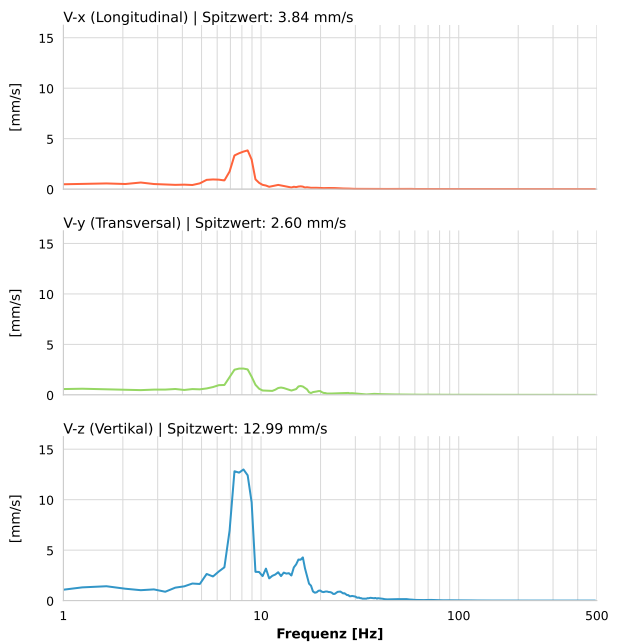 V-x (Longitudinal) | Spitzwert: 3.84 mm/s
15
10
5
0
[mm/s]
V-y (Transversal) | Spitzwert: 2.60 mm/s
15
10
5
0
[mm/s]
V-z (Vertikal) | Spitzwert: 12.99 mm/s
15
10
5
0
[mm/s]
1 10 100 500
Frequenz [Hz]